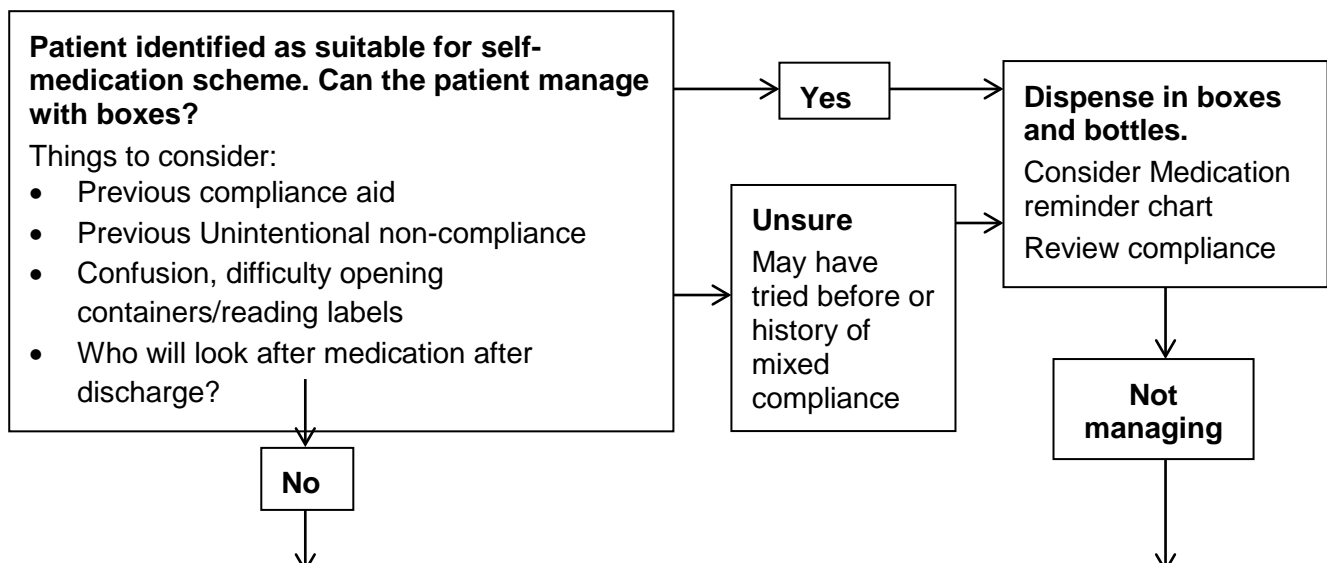 Patient identified as suitable for self-
medication scheme. Can the patient manage
with boxes?
Things to consider:
• Previous compliance aid
• Previous Unintentional non-compliance
• Confusion, difficulty opening
containers/reading labels
• Who will look after medication after
discharge?
Yes
Unsure
May have
tried before or
history of
mixed
compliance
Dispense in boxes
and bottles.
Consider Medication
reminder chart
Review compliance
No
Not
managing